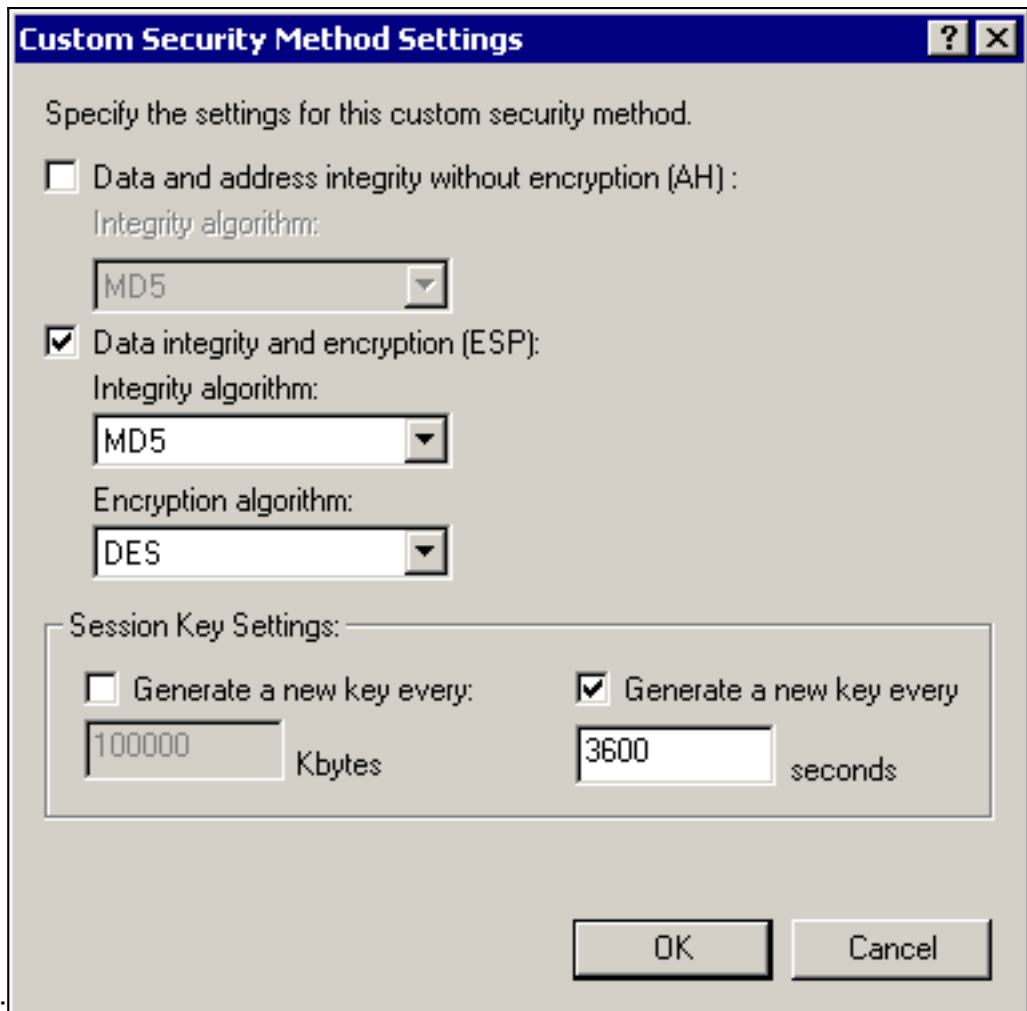 Custom Security Method Settings
Specify the settings for this custom security method.
Data and address integrity without encryption (AH) :
Integrity algorithm:
MD5
Data integrity and encryption (ESP):
Integrity algorithm:
MD5
Encryption algorithm:
DES
Session Key Settings:
Generate a new key every:
100000 Kbytes
Generate a new key every
3600 seconds
OK
Cancel
.